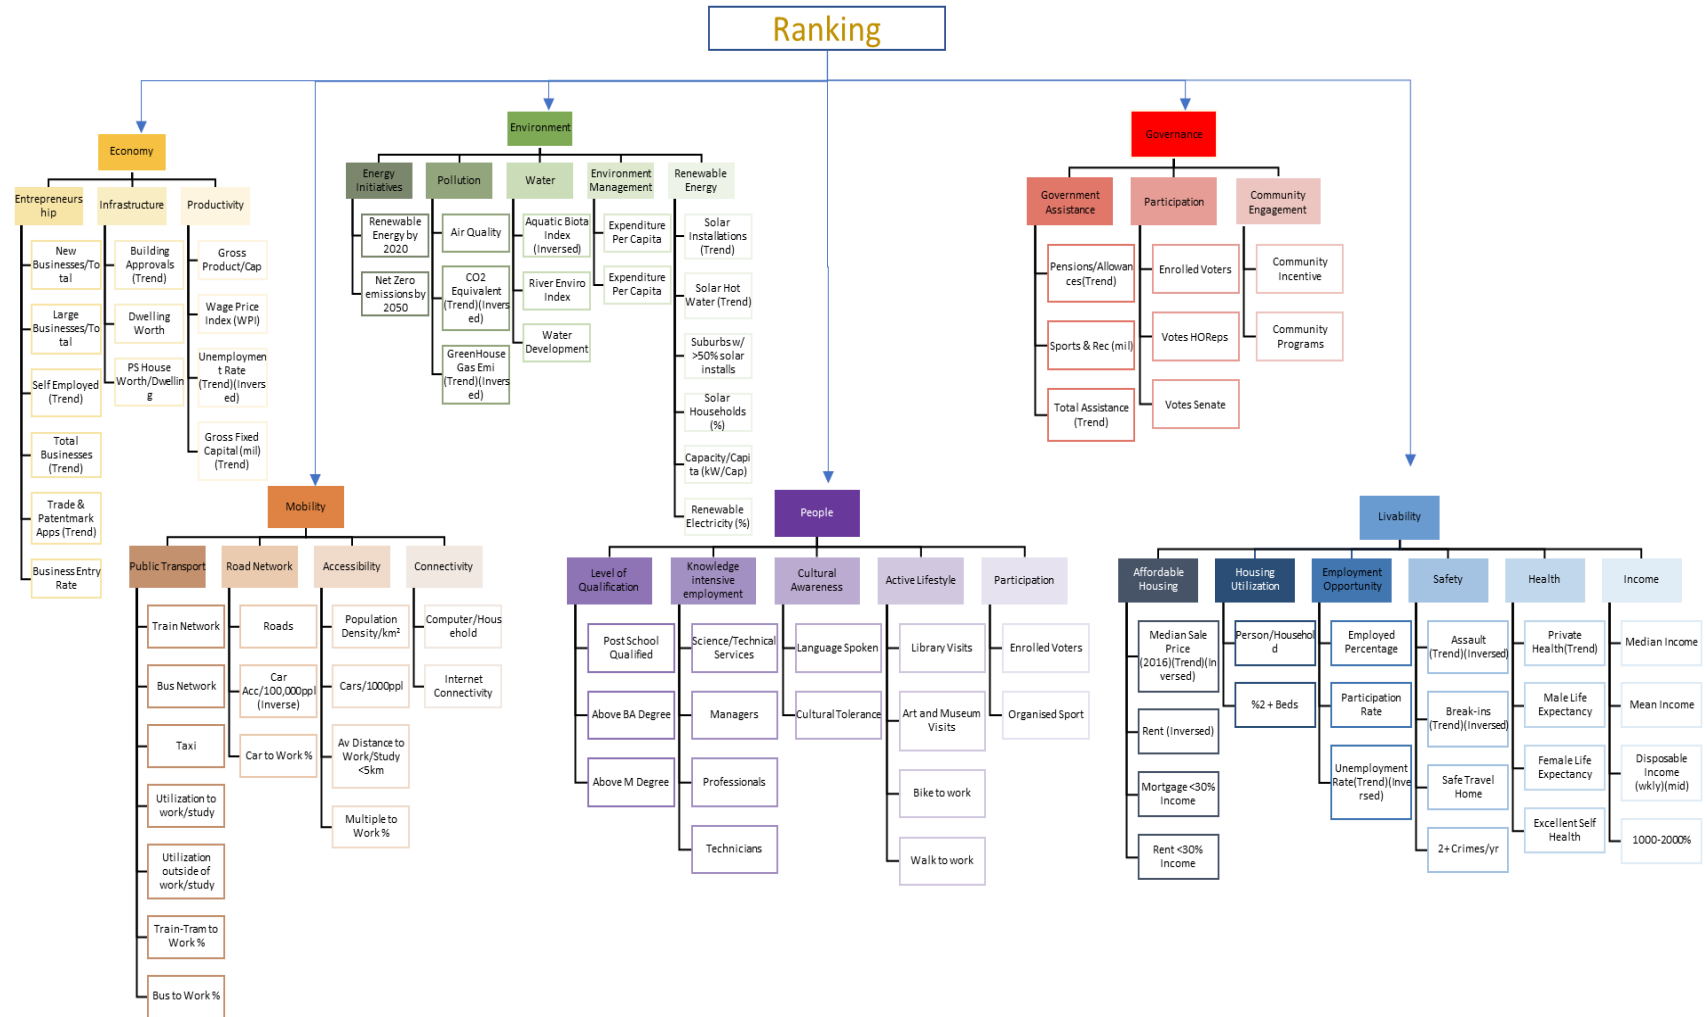 Ranking
Economy
Entrepreneurs
hip
New
Businesses/To
tal
Large
Businesses/To
tal
Self Employed
(Trend)
Total
Businesses
(Trend)
Trade &
Patentmark
Apps (Trend)
Business Entry
Rate
Infrastructure
Building
Approvals
(Trend)
Dwelling
Worth
PS House
Worth/Dwellin
g
Productivity
Gross
Product/Cap
Wage Price
Index (WPI)
Unemploymen
t Rate
(Trend)(Invers
ed)
Gross Fixed
Capital (mil)
(Trend)
Environment
Energy
Initiatives
Renewable
Energy by
2020
Net Zero
emissions by
2050
Pollution
Air Quality
CO2
Equivalent
(Trend)(Invers
ed)
GreenHouse
Gas Emi
(Trend)(Invers
ed)
Water
Aquatic Biota
Index
(Inversed)
River Enviro
Index
Water
Development
Environment
Management
Expenditure
Per Capita
Expenditure
Per Capita
Renewable
Energy
Solar
Installations
(Trend)
Solar Hot
Water (Trend)
Suburbs w/
>50% solar
installs
Solar
Households
(%)
Capacity/Capi
ta (kW/Cap)
Renewable
Electricity (%)
Governance
Government
Assistance
Pensions/Allowan
ces(Trend)
Sports & Rec (mil)
Total Assistance
(Trend)
Participation
Enrolled Voters
Votes HOReps
Votes Senate
Community
Engagement
Community
Incentive
Community
Programs
Mobility
Public Transport
Train Network
Bus Network
Taxi
Utilization to
work/study
Utilization
outside of
work/study
Train-Tram to
Work %
Bus to Work %
Road Network
Roads
Car
Acc/100,000ppl
(Inverse)
Car to Work %
Accessibility
Population
Density/km²
Cars/1000ppl
Av Distance to
Work/Study
<5km
Multiple to
Work %
Connectivity
Computer/Hous
ehold
Internet
Connectivity
People
Level of
Qualification
Post School
Qualified
Above BA Degree
Above M Degree
Knowledge
intensive
employment
Science/Technical
Services
Managers
Professionals
Technicians
Cultural
Awareness
Language Spoken
Cultural Tolerance
Active Lifestyle
Library Visits
Art and Museum
Visits
Bike to work
Walk to work
Participation
Enrolled Voters
Organised Sport
Livability
Affordable
Housing
Median Sale
Price
(2016)(Trend)(In
versed)
Rent (Inversed)
Mortgage <30%
Income
Rent <30%
Income
Housing
Utilization
Person/Househol
d
%2 + Beds
Employment
Opportunity
Employed
Percentage
Participation
Rate
Unemployment
Rate(Trend)(Inve
rsed)
Safety
Assault
(Trend)(Inversed)
Break-ins
(Trend)(Inversed)
Safe Travel
Home
2+ Crimes/yr
Health
Private
Health(Trend)
Male Life
Expectancy
Female Life
Expectancy
Excellent Self
Health
Income
Median Income
Mean Income
Disposable
Income
(wkly)(mid)
1000-2000%